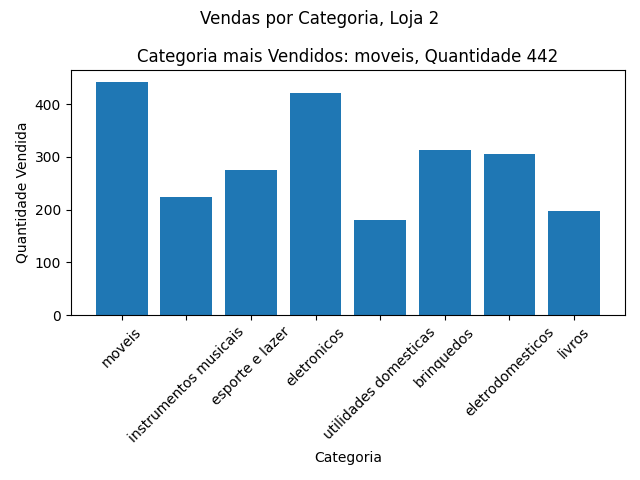 Vendas por Categoria, Loja 2
Categoria mais Vendidos: moveis, Quantidade 442
Quantidade Vendida
400
300
200
100
0
moveis
instrumentos musicais
esporte e lazer
eletronicos
utilidades domesticas
brinquedos
eletrodomesticos
livros
Categoria